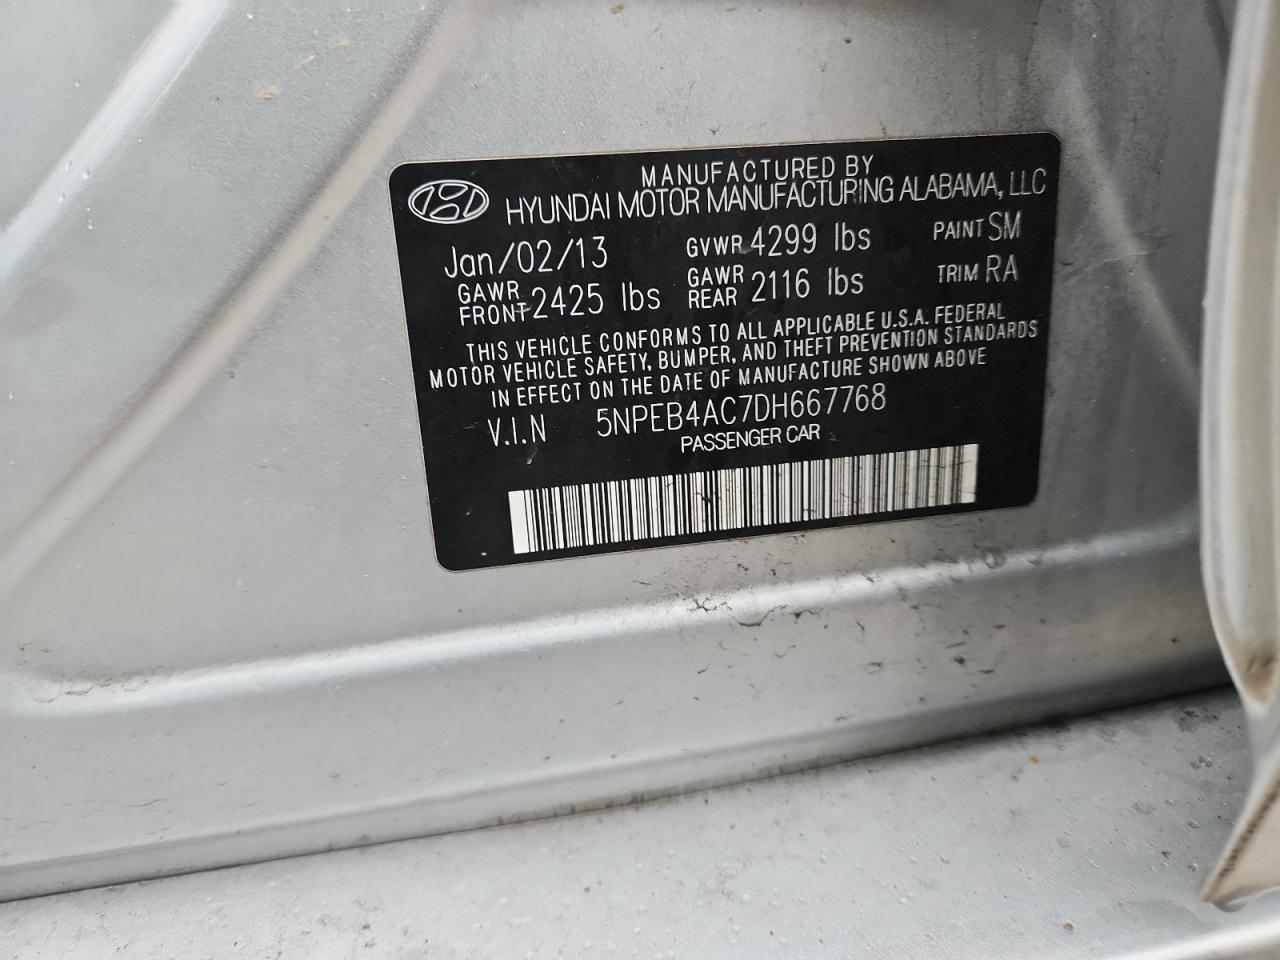 MANUFACTURED BY
HYUNDAI MOTOR MANUFACTURING ALABAMA, LLC
Jan/02/13 GVWR 4299 lbs PAINT SM
GAWR FRONT 2425 lbs GAWR REAR 2116 lbs TRIM RA
THIS VEHICLE CONFORMS TO ALL APPLICABLE U.S.A. FEDERAL
MOTOR VEHICLE SAFETY, BUMPER, AND THEFT PREVENTION STANDARDS
IN EFFECT ON THE DATE OF MANUFACTURE SHOWN ABOVE
V.I.N 5NPEB4AC7DH667768
PASSENGER CAR